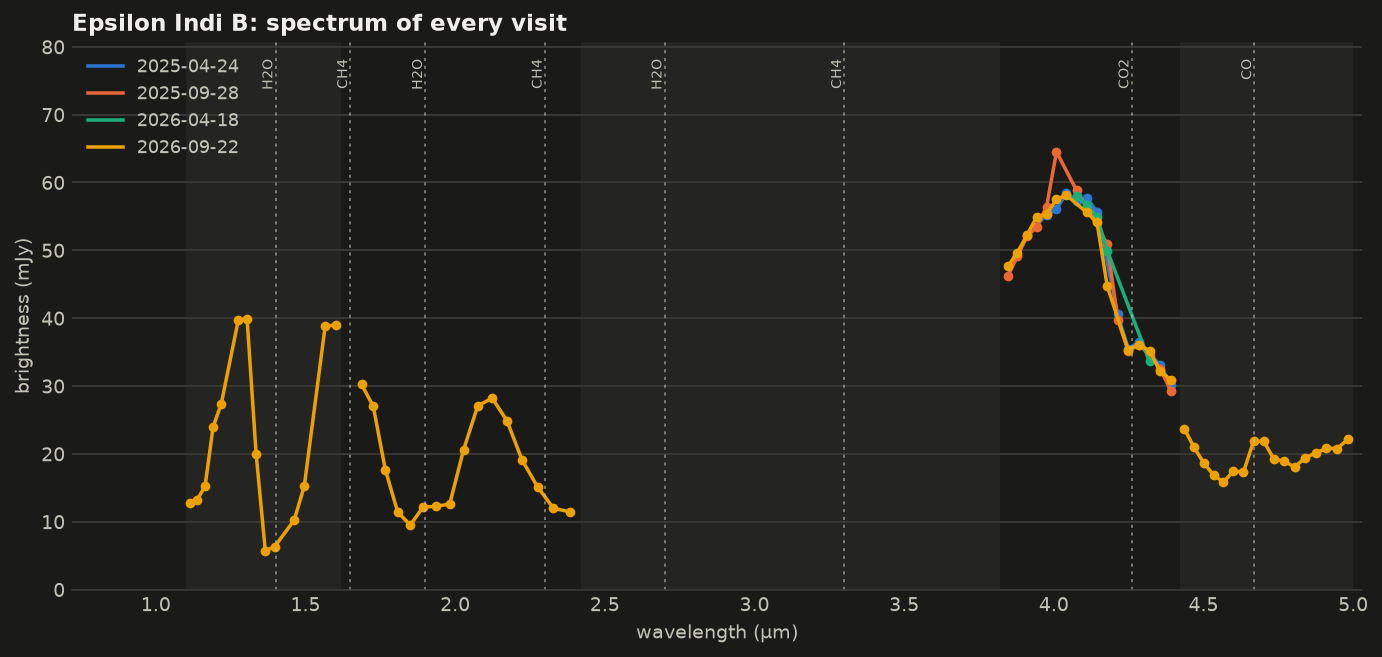 Epsilon Indi B: spectrum of every visit
80
70
60
50
40
30
20
10
0
brightness (mJy)
2025-04-24
2025-09-28
2026-04-18
2026-09-22
H2O
CH4
H2O
CH4
H2O
CH4
CO2
CO
1.0 1.5 2.0 2.5 3.0 3.5 4.0 4.5 5.0
wavelength (μm)